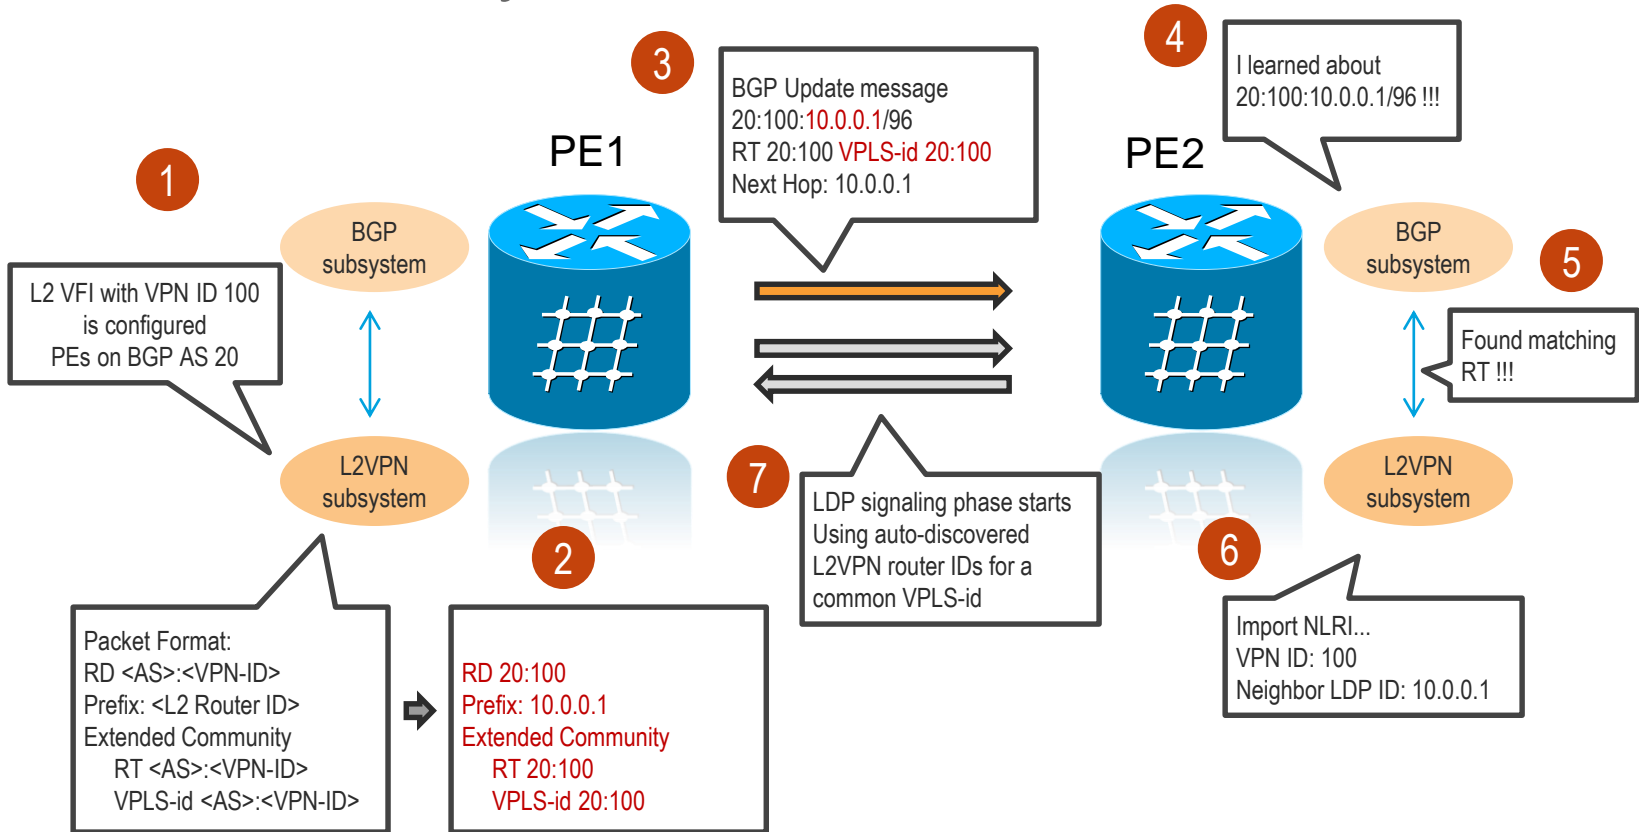 1
L2 VFI with VPN ID 100
is configured
PEs on BGP AS 20
BGP
subsystem
L2VPN
subsystem
PE1
Packet Format:
RD <AS>:<VPN-ID>
Prefix: <L2 Router ID>
Extended Community
RT <AS>:<VPN-ID>
VPLS-id <AS>:<VPN-ID>
2
RD 20:100
Prefix: 10.0.0.1
Extended Community
RT 20:100
VPLS-id 20:100
3
BGP Update message
20:100:10.0.0.1/96
RT 20:100 VPLS-id 20:100
Next Hop: 10.0.0.1
PE2
4
I learned about
20:100:10.0.0.1/96 !!!
BGP
subsystem
5
Found matching
RT !!!
L2VPN
subsystem
6
Import NLRI...
VPN ID: 100
Neighbor LDP ID: 10.0.0.1
7
LDP signaling phase starts
Using auto-discovered
L2VPN router IDs for a
common VPLS-id